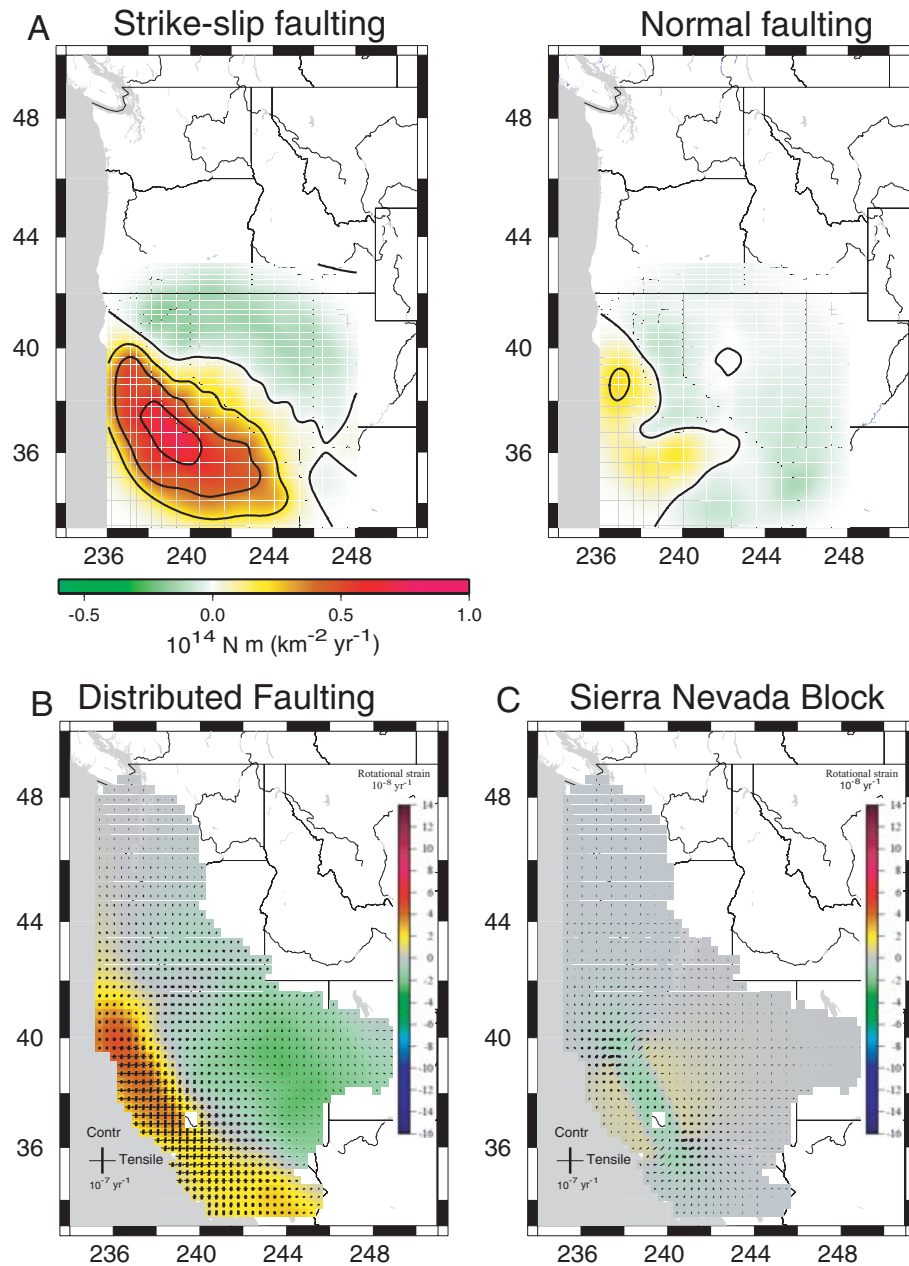 A
Strike-slip faulting
Normal faulting
48
44
40
36
236 240 244 248
48
44
40
36
236 240 244 248
-0.5 0.0 0.5 1.0
10^14 N m (km^-2 yr^-1)
B
Distributed Faulting
C
Sierra Nevada Block
Rotational strain
10^-8 yr^-1
14
12
10
8
6
4
2
0
-2
-4
-6
-8
-10
-12
-14
-16
48
44
40
36
Contr
Tensile
10^-7 yr^-1
236 240 244 248
Rotational strain
10^-8 yr^-1
14
12
10
8
6
4
2
0
-2
-4
-6
-8
-10
-12
-14
-16
48
44
40
36
Contr
Tensile
10^-7 yr^-1
236 240 244 248